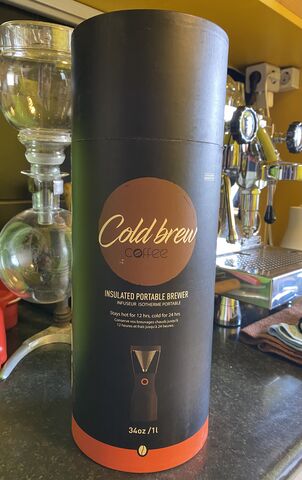 Cold brew
coffee
INSULATED PORTABLE BREWER
INFUSEUR ISOTHERME PORTABLE
Stays hot for 12 hrs, cold for 24 hrs
Conserve vos breuvages chauds jusqu'à
12 heures et frais jusqu'à 24 heures.
34oz /1L